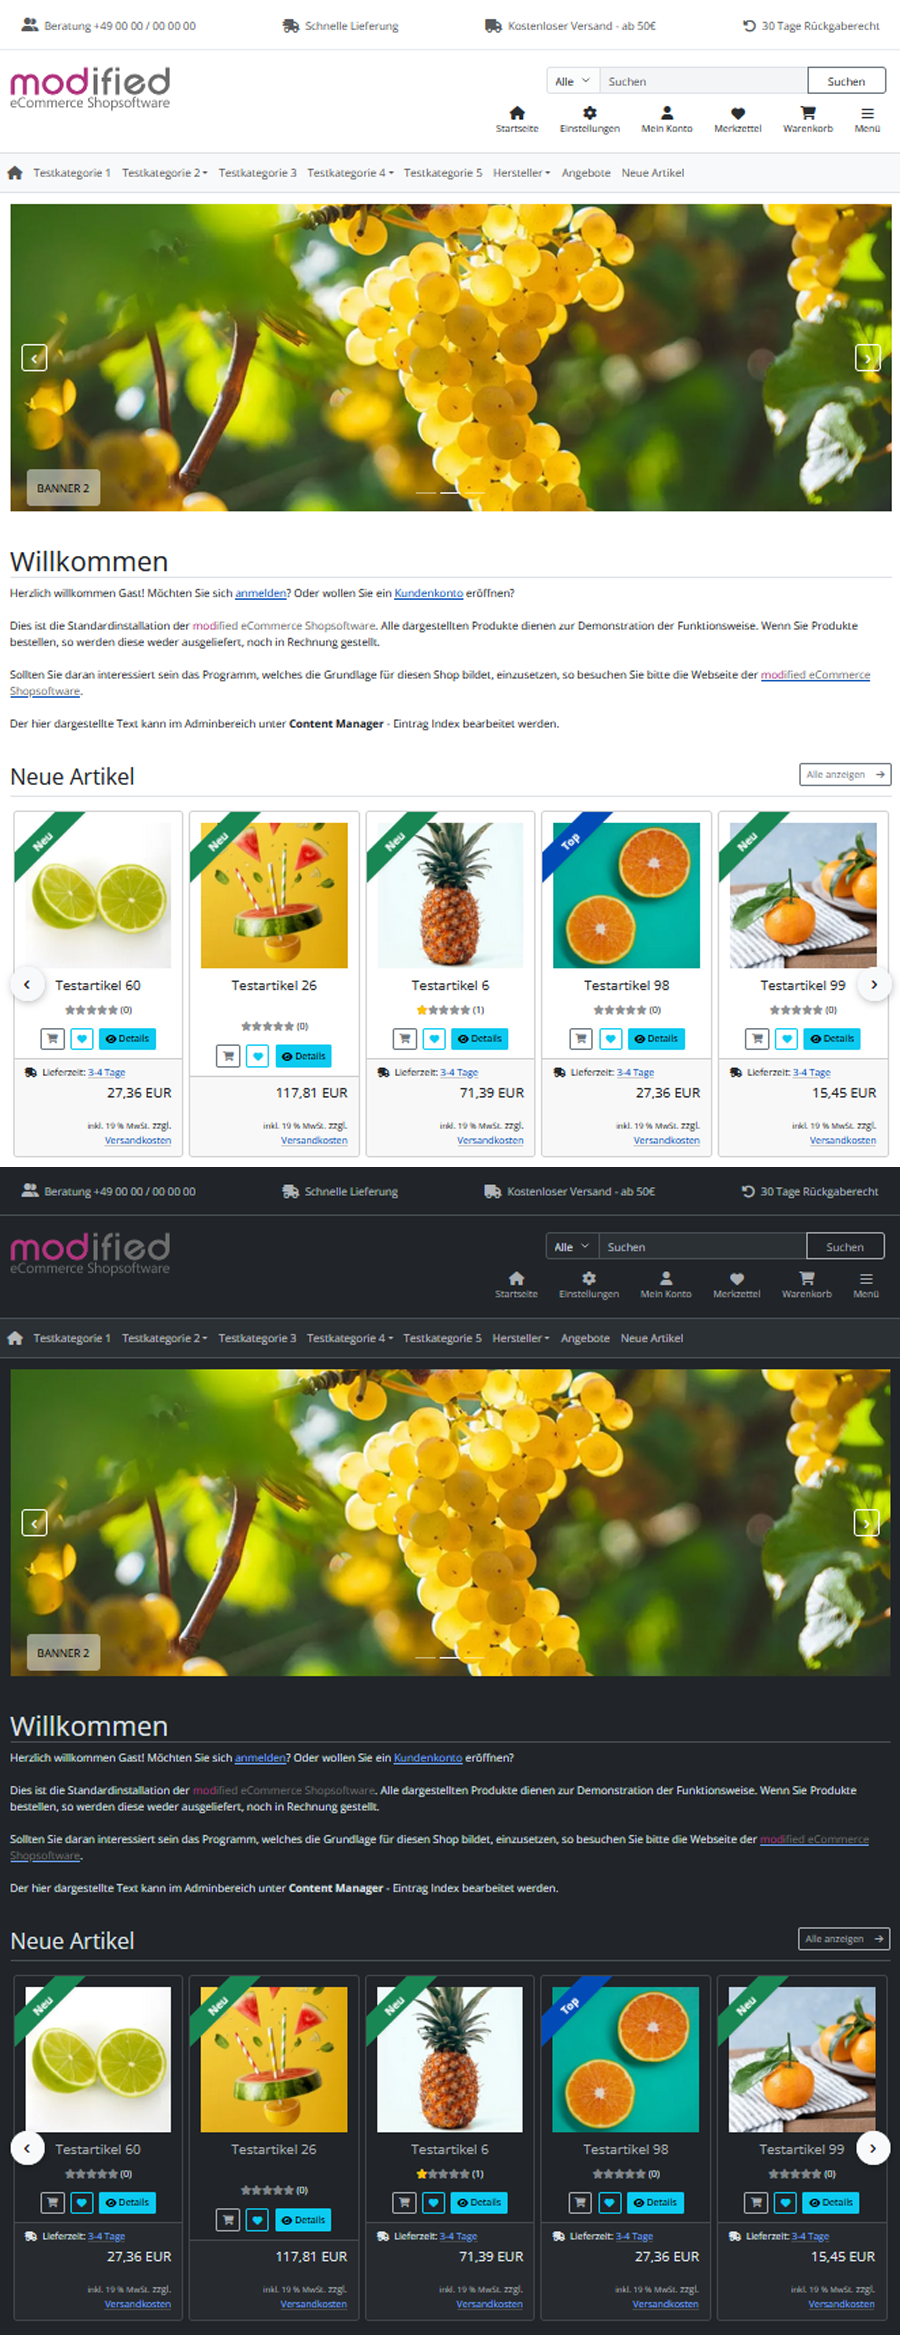 Beratung +49 00 00 / 00 00 00 Schnelle Lieferung Kostenloser Versand - ab 50€ 30 Tage Rückgaberecht
modified
eCommerce Shopsoftware
Alle Suchen Suchen
Startseite Einstellungen Mein Konto Merkzettel Warenkorb Menü
Testkategorie 1 Testkategorie 2 Testkategorie 3 Testkategorie 4 Testkategorie 5 Hersteller Angebote Neue Artikel
BANNER 2
Willkommen
Herzlich willkommen Gast! Möchten Sie sich anmelden? Oder wollen Sie ein Kundenkonto eröffnen?
Dies ist die Standardinstallation der modified eCommerce Shopsoftware. Alle dargestellten Produkte dienen zur Demonstration der Funktionsweise. Wenn Sie Produkte
bestellen, so werden diese weder ausgeliefert, noch in Rechnung gestellt.
Sollten Sie daran interessiert sein das Programm, welches die Grundlage für diesen Shop bildet, einzusetzen, so besuchen Sie bitte die Webseite der modified eCommerce
Shopsoftware.
Der hier dargestellte Text kann im Adminbereich unter Content Manager - Eintrag Index bearbeitet werden.
Neue Artikel Alle anzeigen
Neu Neu Neu Top Neu
Testartikel 60 Testartikel 26 Testartikel 6 Testartikel 98 Testartikel 99
(0) (0) (1) (0) (0)
Details Details Details Details Details
Lieferzeit: 3-4 Tage Lieferzeit: 3-4 Tage Lieferzeit: 3-4 Tage Lieferzeit: 3-4 Tage
27,36 EUR 117,81 EUR 71,39 EUR 27,36 EUR 15,45 EUR
inkl. 19 % MwSt. zzgl. inkl. 19 % MwSt. zzgl. inkl. 19 % MwSt. zzgl. inkl. 19 % MwSt. zzgl. inkl. 19 % MwSt. zzgl.
Versandkosten Versandkosten Versandkosten Versandkosten Versandkosten
Beratung +49 00 00 / 00 00 00 Schnelle Lieferung Kostenloser Versand - ab 50€ 30 Tage Rückgaberecht
modified
eCommerce Shopsoftware
Alle Suchen Suchen
Startseite Einstellungen Mein Konto Merkzettel Warenkorb Menü
Testkategorie 1 Testkategorie 2 Testkategorie 3 Testkategorie 4 Testkategorie 5 Hersteller Angebote Neue Artikel
BANNER 2
Willkommen
Herzlich willkommen Gast! Möchten Sie sich anmelden? Oder wollen Sie ein Kundenkonto eröffnen?
Dies ist die Standardinstallation der modified eCommerce Shopsoftware. Alle dargestellten Produkte dienen zur Demonstration der Funktionsweise. Wenn Sie Produkte
bestellen, so werden diese weder ausgeliefert, noch in Rechnung gestellt.
Sollten Sie daran interessiert sein das Programm, welches die Grundlage für diesen Shop bildet, einzusetzen, so besuchen Sie bitte die Webseite der modified eCommerce
Shopsoftware.
Der hier dargestellte Text kann im Adminbereich unter Content Manager - Eintrag Index bearbeitet werden.
Neue Artikel Alle anzeigen
Neu Neu Neu Top Neu
Testartikel 60 Testartikel 26 Testartikel 6 Testartikel 98 Testartikel 99
(0) (0) (1) (0) (0)
Details Details Details Details Details
Lieferzeit: 3-4 Tage Lieferzeit: 3-4 Tage Lieferzeit: 3-4 Tage Lieferzeit: 3-4 Tage
27,36 EUR 117,81 EUR 71,39 EUR 27,36 EUR 15,45 EUR
inkl. 19 % MwSt. zzgl. inkl. 19 % MwSt. zzgl. inkl. 19 % MwSt. zzgl. inkl. 19 % MwSt. zzgl. inkl. 19 % MwSt. zzgl.
Versandkosten Versandkosten Versandkosten Versandkosten Versandkosten